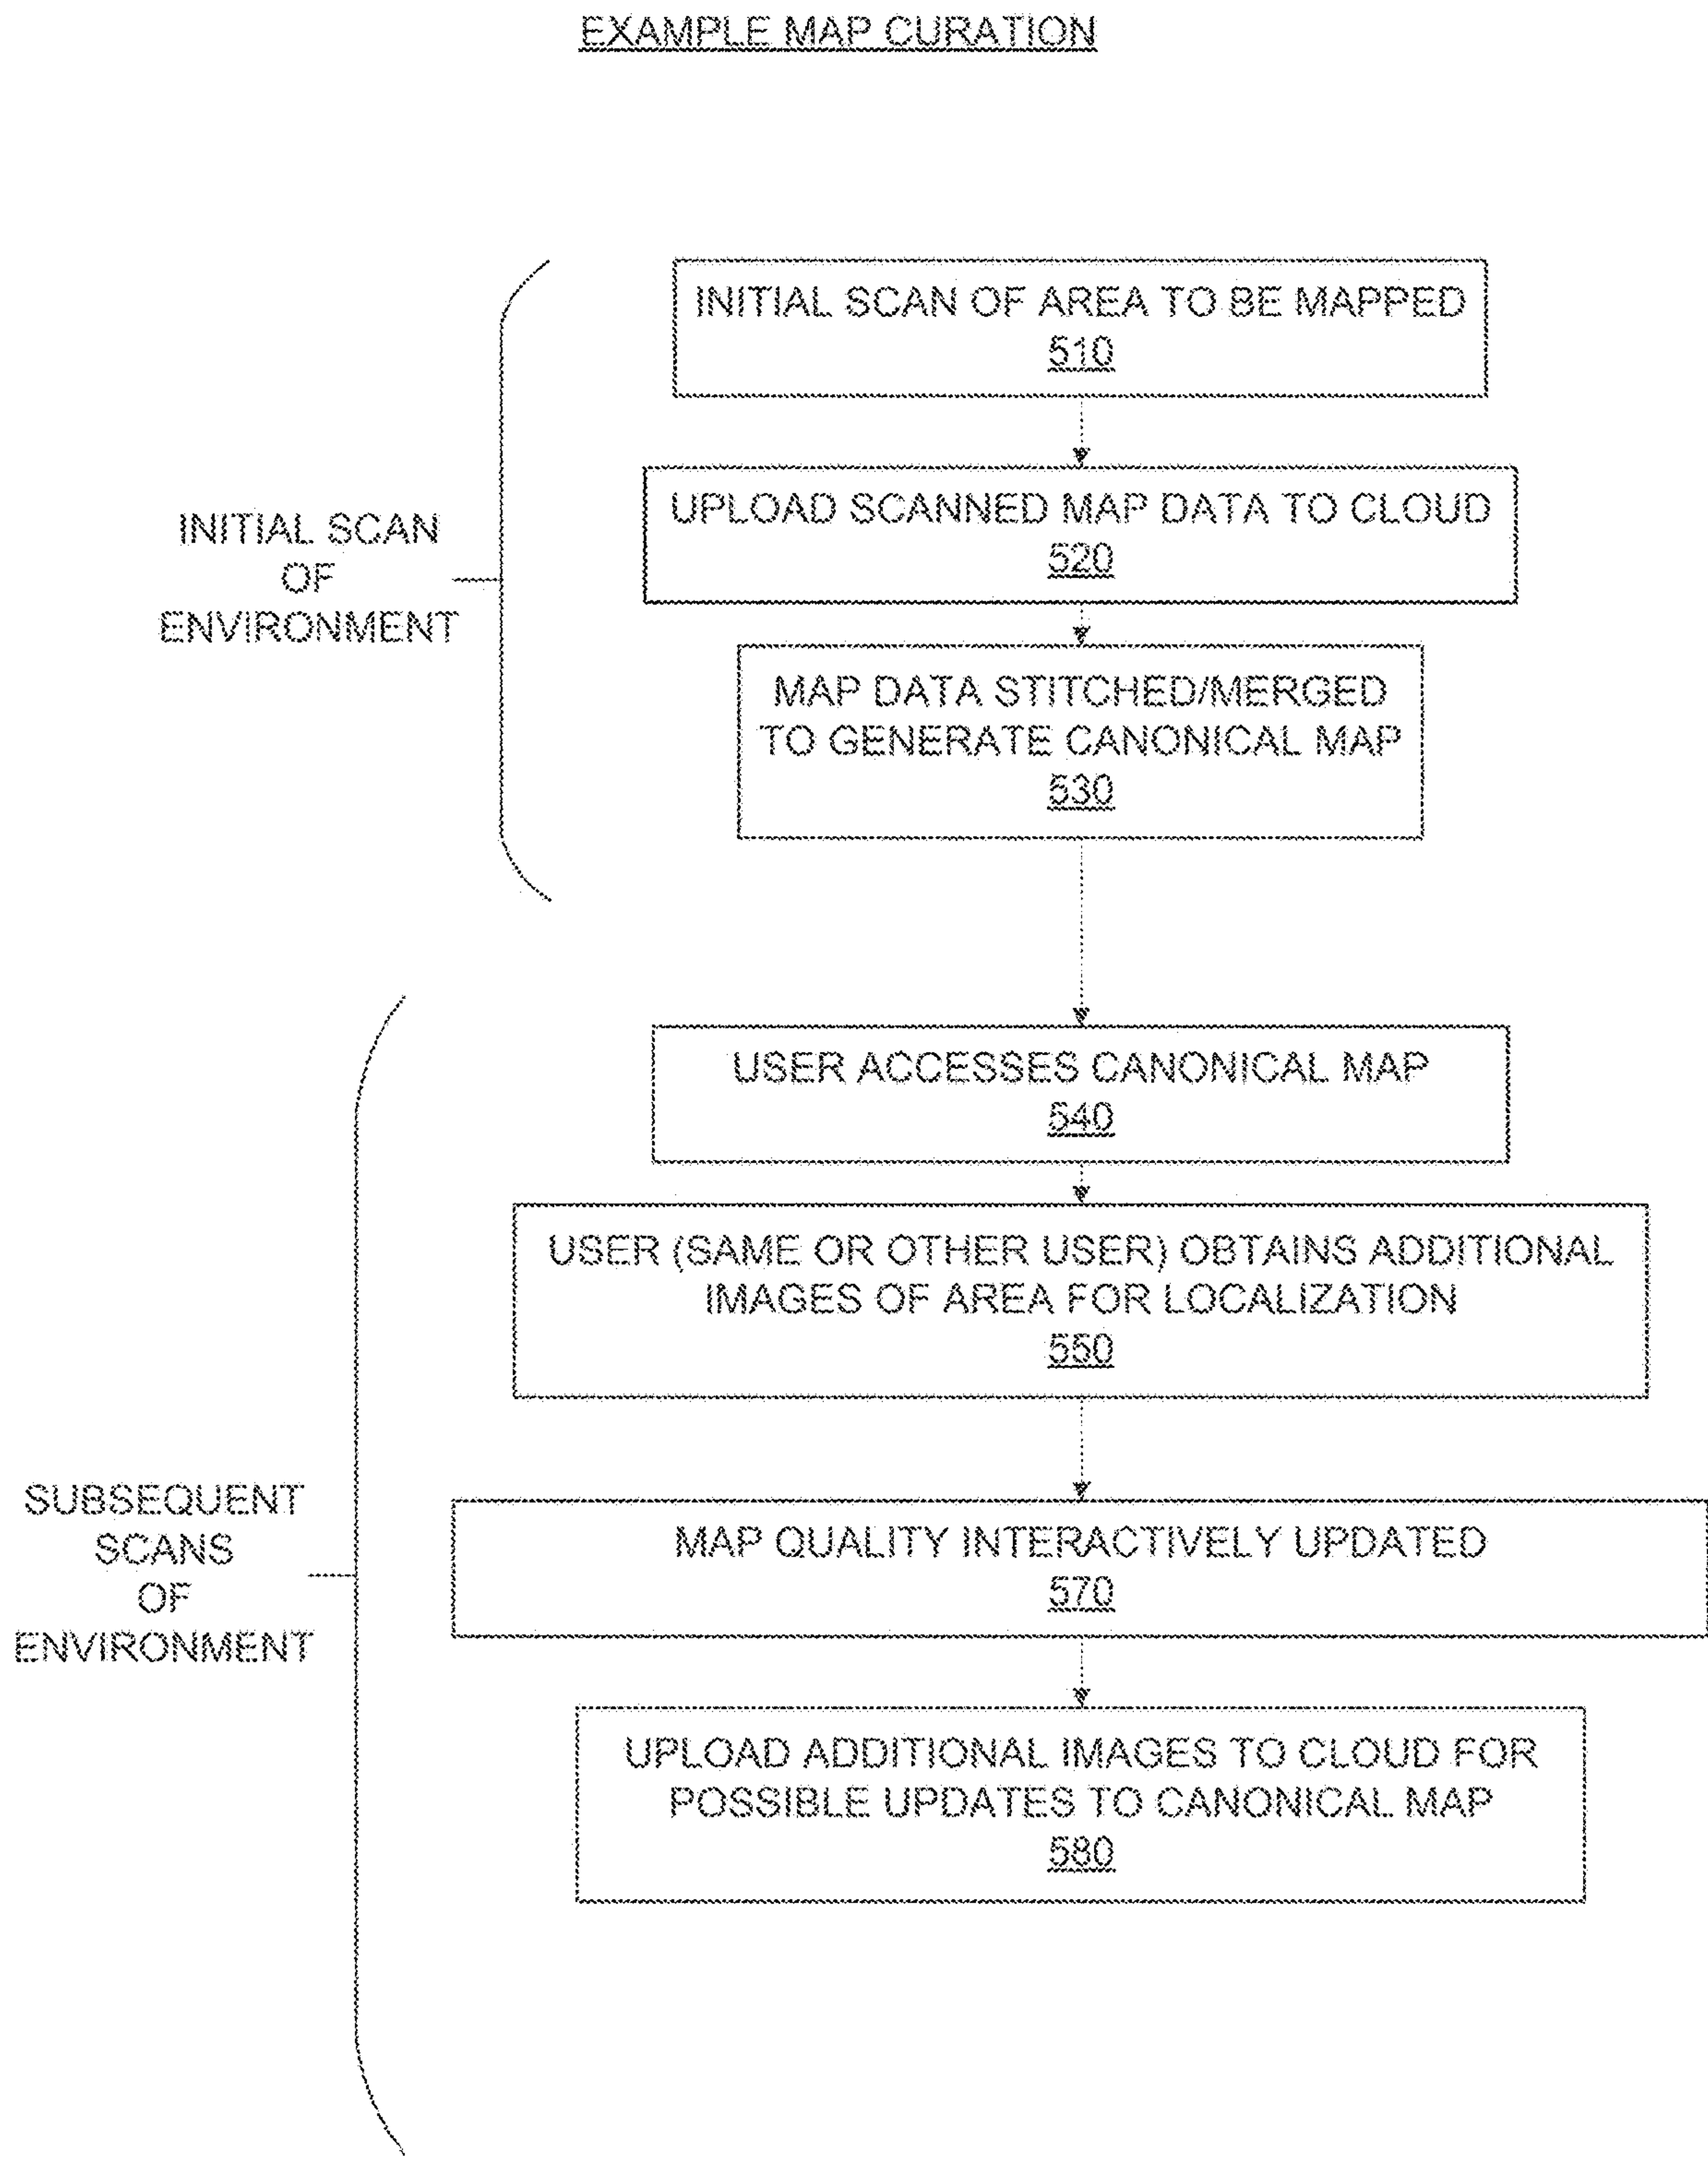 EXAMPLE MAP CURATION
INITIAL SCAN OF AREA TO BE MAPPED
510
UPLOAD SCANNED MAP DATA TO CLOUD
520
INITIAL SCAN
OF
ENVIRONMENT
MAP DATA STITCHED/MERGED
TO GENERATE CANONICAL MAP
530
USER ACCESSES CANONICAL MAP
540
USER (SAME OR OTHER USER) OBTAINS ADDITIONAL
IMAGES OF AREA FOR LOCALIZATION
550
SUBSEQUENT
SCANS
OF
ENVIRONMENT
MAP QUALITY INTERACTIVELY UPDATED
570
UPLOAD ADDITIONAL IMAGES TO CLOUD FOR
POSSIBLE UPDATES TO CANONICAL MAP
580